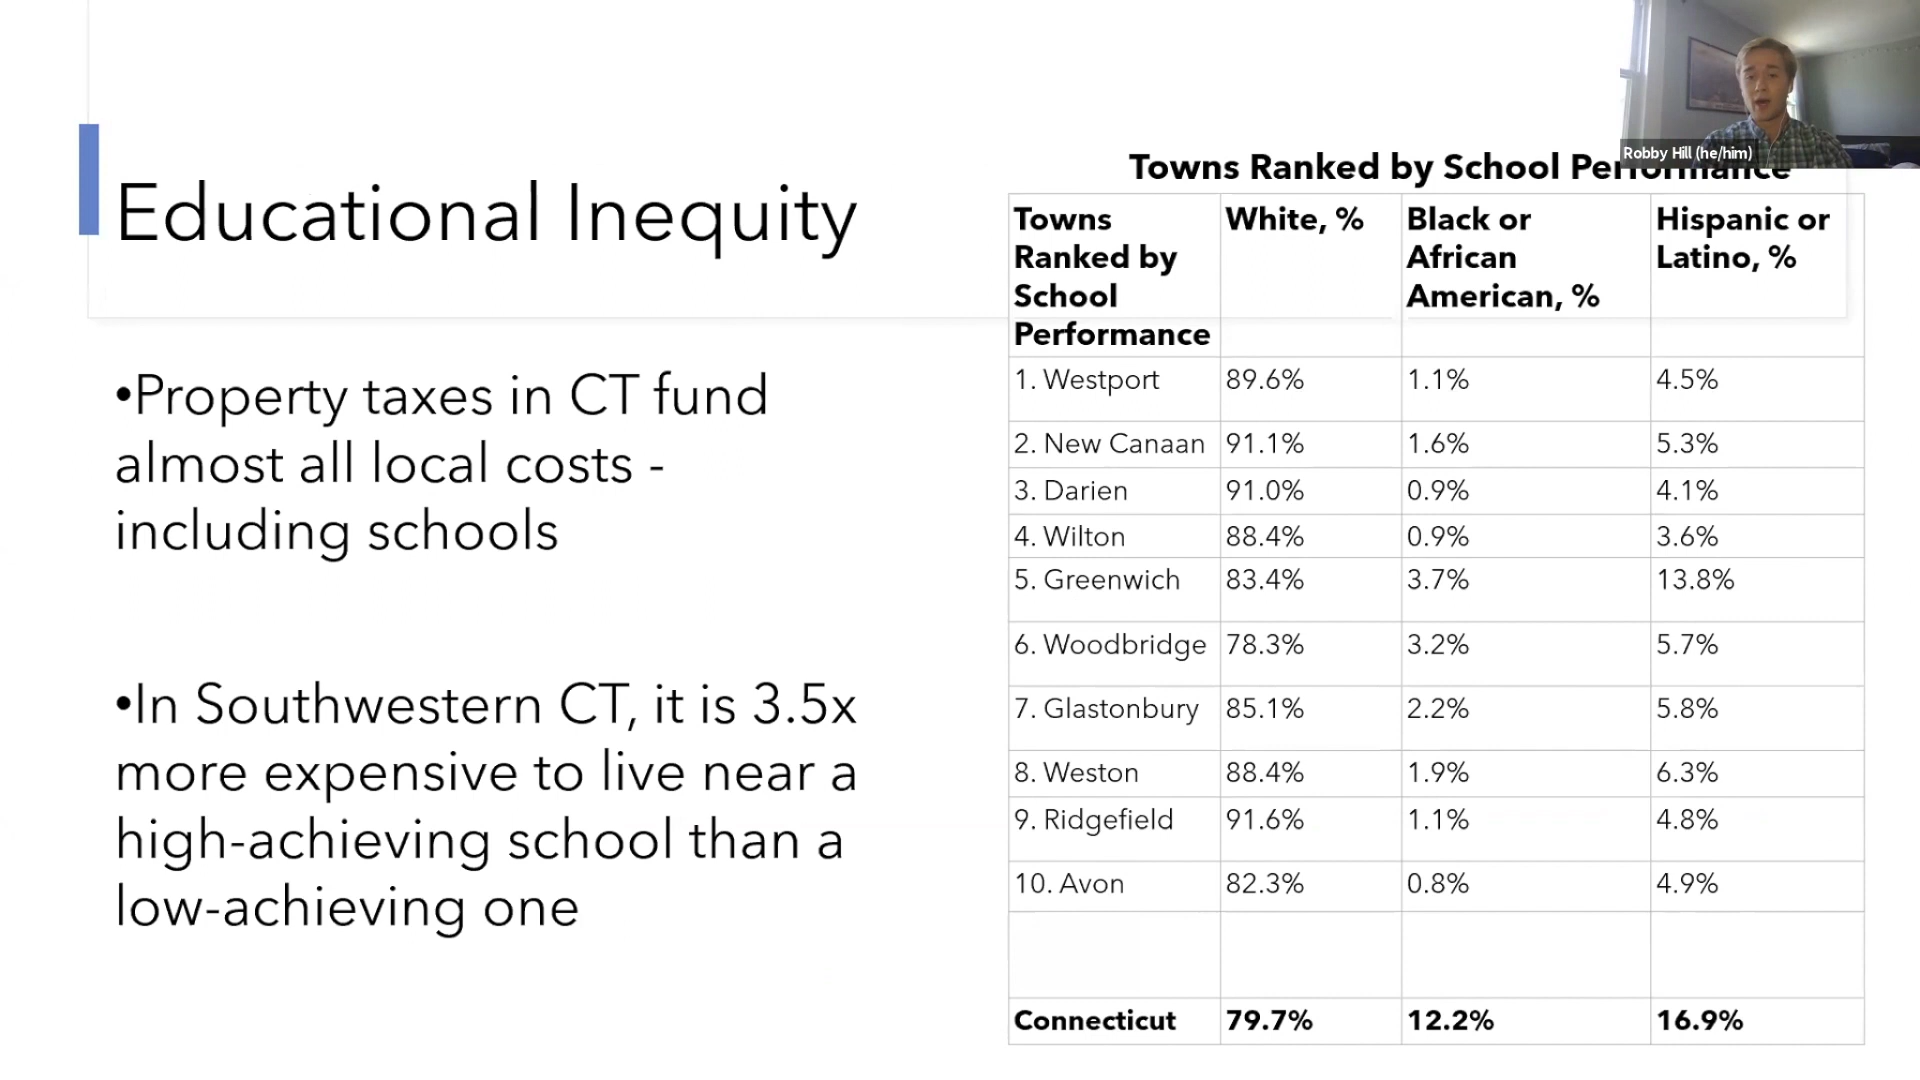 Robby Hill (he/him)
Educational Inequity
•Property taxes in CT fund
almost all local costs -
including schools
•In Southwestern CT, it is 3.5x
more expensive to live near a
high-achieving school than a
low-achieving one
Towns Ranked by School Performance
Towns Ranked by School Performance | White, % | Black or African American, % | Hispanic or Latino, %
1. Westport 89.6% 1.1% 4.5%
2. New Canaan 91.1% 1.6% 5.3%
3. Darien 91.0% 0.9% 4.1%
4. Wilton 88.4% 0.9% 3.6%
5. Greenwich 83.4% 3.7% 13.8%
6. Woodbridge 78.3% 3.2% 5.7%
7. Glastonbury 85.1% 2.2% 5.8%
8. Weston 88.4% 1.9% 6.3%
9. Ridgefield 91.6% 1.1% 4.8%
10. Avon 82.3% 0.8% 4.9%
Connecticut 79.7% 12.2% 16.9%